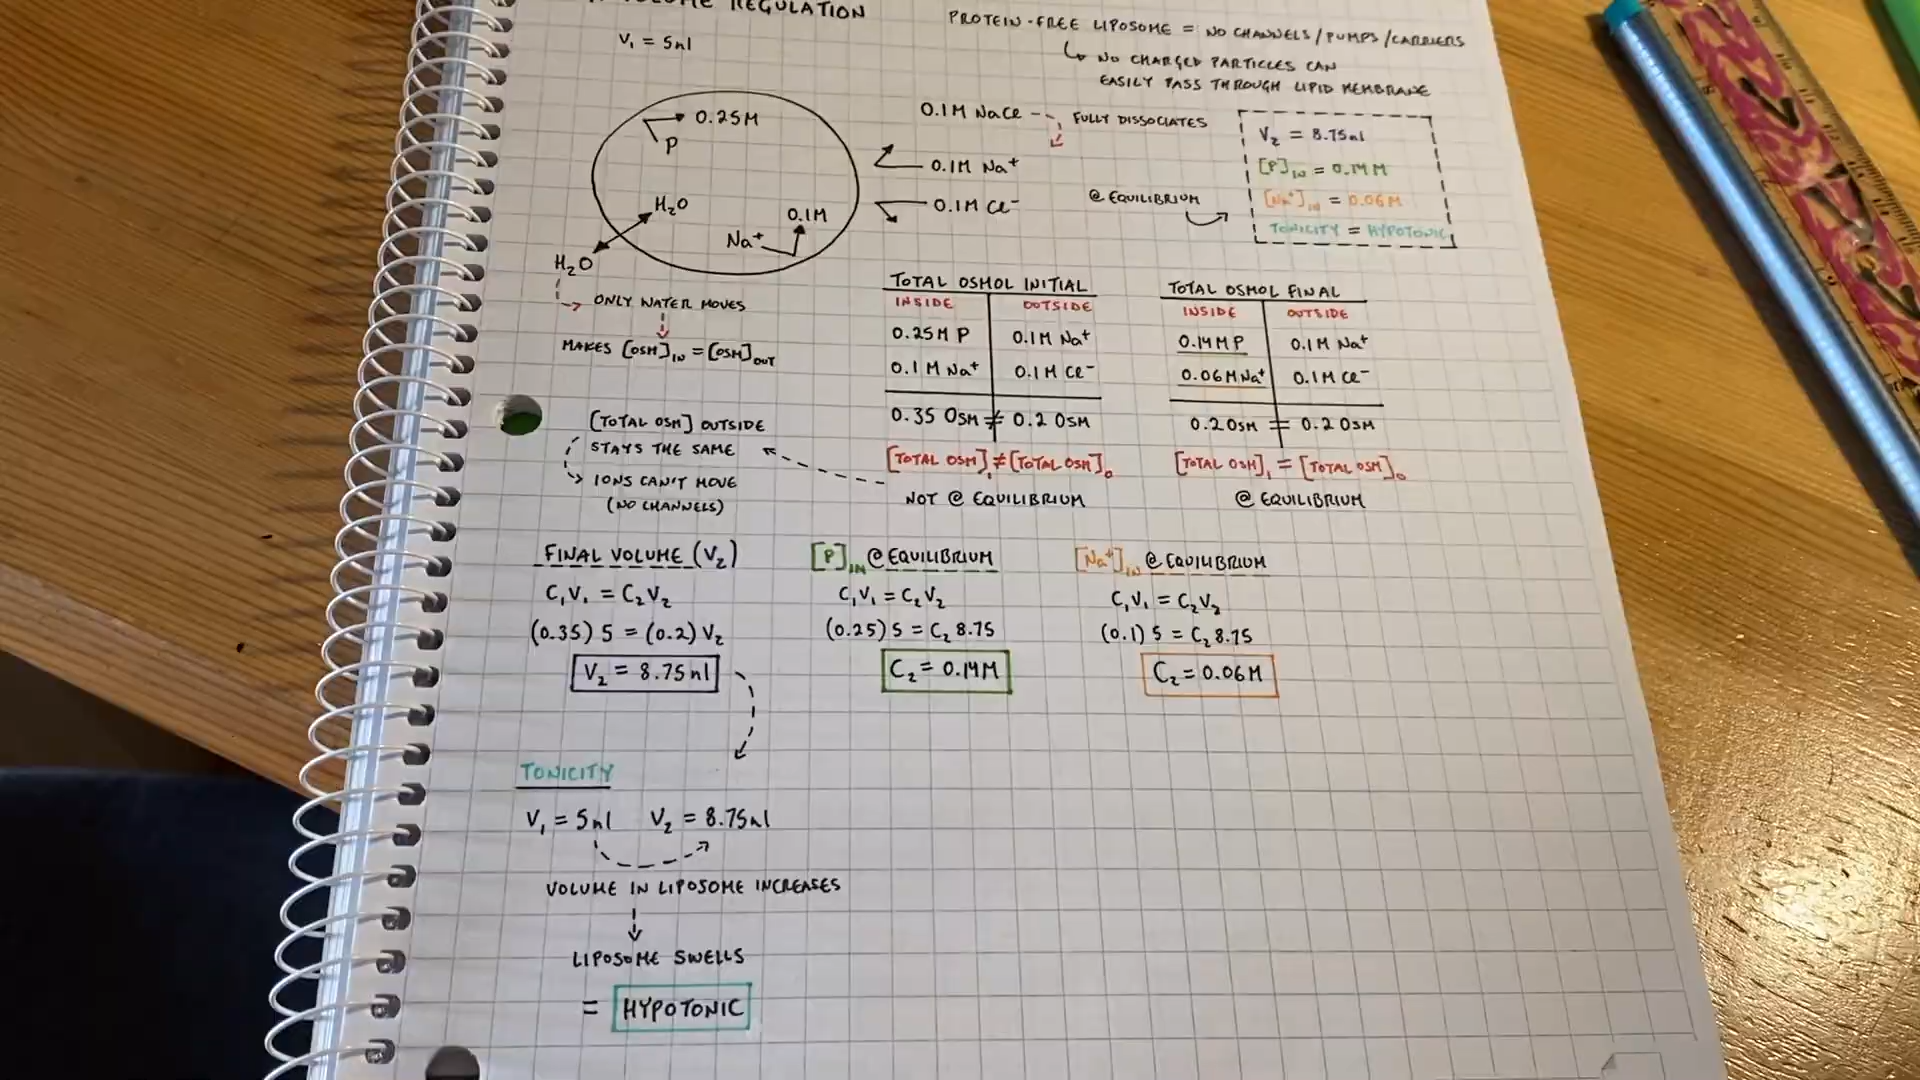 VOLUME REGULATION
V₁ = 5nl
PROTEIN-FREE LIPOSOME = NO CHANNELS/PUMPS/CARRIERS
↳ NO CHARGED PARTICLES CAN
EASILY PASS THROUGH LIPID MEMBRANE
0.25M
P
H₂O
0.1M
Na⁺
H₂O
ONLY WATER MOVES
MAKES [OSM]IN = [OSM]OUT
0.1M NaCl
FULLY DISSOCIATES
0.1M Na⁺
0.1M Cl⁻
@ EQUILIBRIUM
V₂ = 8.75nl
[P]IN = 0.14M
[Na⁺]IN = 0.06M
TONICITY = HYPOTONIC
TOTAL OSMOL INITIAL
INSIDE OUTSIDE
0.25M P 0.1M Na⁺
0.1M Na⁺ 0.1M Cl⁻
0.35 OSM ≠ 0.2 OSM
[TOTAL OSM]ᵢ ≠ [TOTAL OSM]ₒ
NOT @ EQUILIBRIUM
TOTAL OSMOL FINAL
INSIDE OUTSIDE
0.14M P 0.1M Na⁺
0.06M Na⁺ 0.1M Cl⁻
0.2 OSM = 0.2 OSM
[TOTAL OSM]ᵢ = [TOTAL OSM]ₒ
@ EQUILIBRIUM
[TOTAL OSM] OUTSIDE
STAYS THE SAME
IONS CAN'T MOVE
(NO CHANNELS)
FINAL VOLUME (V₂)
C₁V₁ = C₂V₂
(0.35) 5 = (0.2) V₂
V₂ = 8.75nl
[P]IN @ EQUILIBRIUM
C₁V₁ = C₂V₂
(0.25) 5 = C₂ 8.75
C₂ = 0.14M
[Na⁺]IN @ EQUILIBRIUM
C₁V₁ = C₂V₂
(0.1) 5 = C₂ 8.75
C₂ = 0.06M
TONICITY
V₁ = 5nl V₂ = 8.75nl
VOLUME IN LIPOSOME INCREASES
LIPOSOME SWELLS
= HYPOTONIC